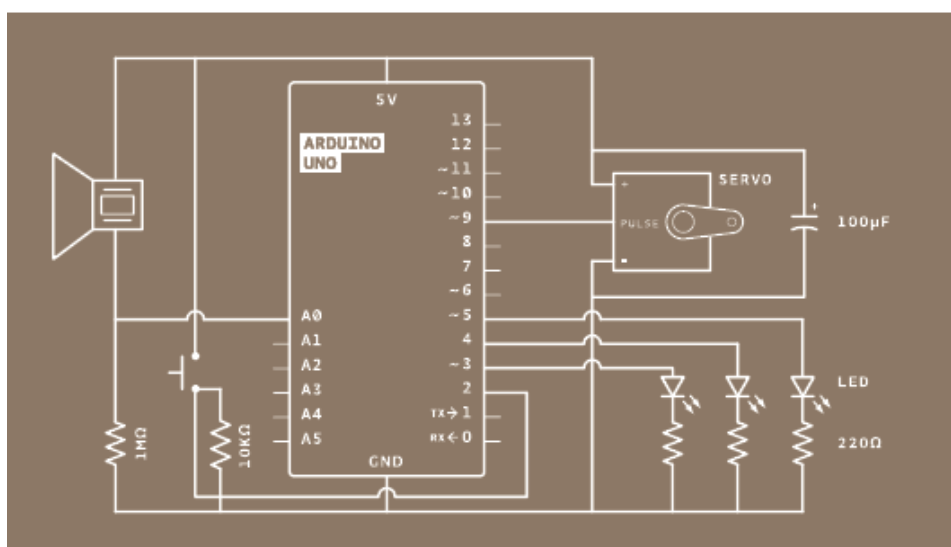 5V
ARDUINO
UNO
13
12
~11
~10
~9
8
7
~6
~5
4
~3
2
TX→1
RX←0
A0
A1
A2
A3
A4
A5
GND
+
PULSE
-
SERVO
+
100µF
LED
220Ω
1MΩ
10KΩ